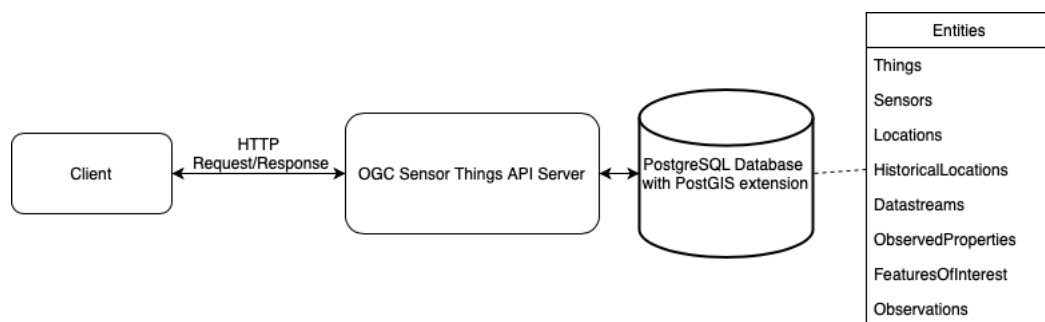 Client
HTTP
Request/Response
OGC Sensor Things API Server
PostgreSQL Database
with PostGIS extension
Entities
Things
Sensors
Locations
HistoricalLocations
Datastreams
ObservedProperties
FeaturesOfInterest
Observations